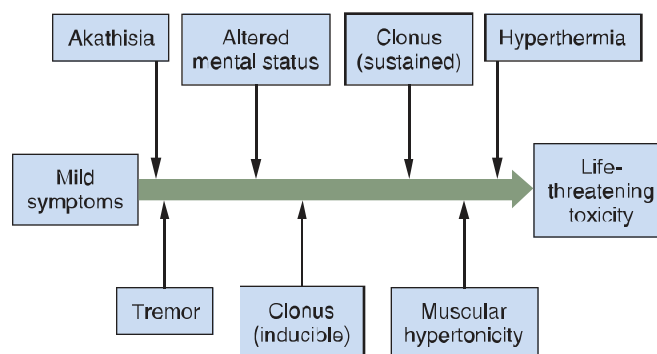 Akathisia
Altered
mental status
Clonus
(sustained)
Hyperthermia
Mild
symptoms
Life-
threatening
toxicity
Tremor
Clonus
(inducible)
Muscular
hypertonicity